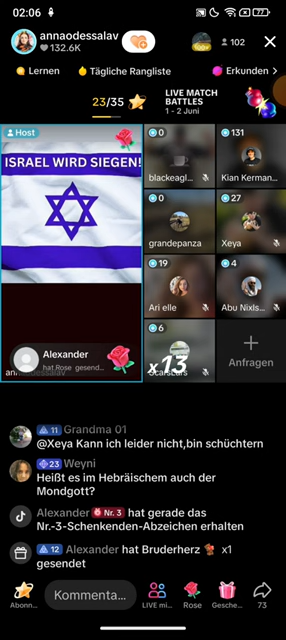 02:06
77
annaodessalav
132.6K
102
Lernen
Tägliche Rangliste
Erkunden
23/35
LIVE MATCH
BATTLES
1 - 2 Juni
Host
ISRAEL WIRD SIEGEN!
0
131
blackeagl...
Kian Kerman...
0
27
grandepanza
Xeya
19
4
Ari elle
Abu Nixls...
6
x13
Anfragen
Alexander
hat Rose gesend...
11 Grandma 01
@Xeya Kann ich leider nicht,bin schüchtern
23 Weyni
Heißt es im Hebräischem auch der
Mondgott?
Alexander Nr. 3 hat gerade das
Nr.-3-Schenkenden-Abzeichen erhalten
12 Alexander hat Bruderherz x1
gesendet
Kommenta...
Abonn...
LIVE mi...
Rose
Gesche...
73